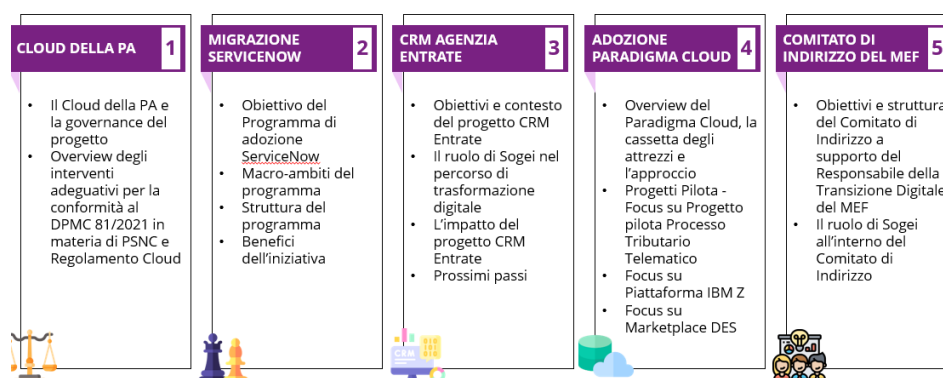 CLOUD DELLA PA 1
• Il Cloud della PA e
la governance del
progetto
• Overview degli
interventi
adeguativi per la
conformità al
DPMC 81/2021 in
materia di PSNC e
Regolamento Cloud
MIGRAZIONE
SERVICENOW 2
• Obiettivo del
Programma di
adozione
ServiceNow
• Macro-ambiti del
programma
• Struttura del
programma
• Benefici
dell'iniziativa
CRM AGENZIA
ENTRATE 3
• Obiettivi e contesto
del progetto CRM
Entrate
• Il ruolo di Sogei nel
percorso di
trasformazione
digitale
• L'impatto del
progetto CRM
Entrate
• Prossimi passi
CRM
ADOZIONE
PARADIGMA CLOUD 4
• Overview del
Paradigma Cloud, la
cassetta degli
attrezzi e
l'approccio
• Progetti Pilota -
Focus su Progetto
pilota Processo
Tributario
Telematico
• Focus su
Piattaforma IBM Z
• Focus su
Marketplace DES
COMITATO DI
INDIRIZZO DEL MEF 5
• Obiettivi e struttura
del Comitato di
Indirizzo a
supporto del
Responsabile della
Transizione Digitale
del MEF
• Il ruolo di Sogei
all'interno del
Comitato di
Indirizzo